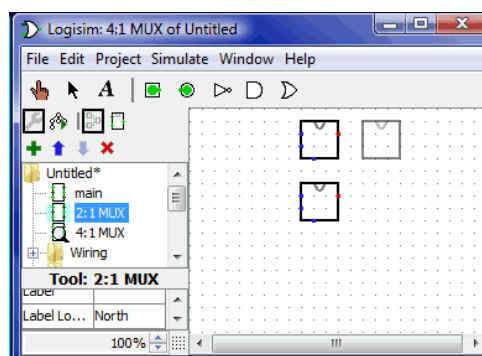 Logisim: 4:1 MUX of Untitled
File Edit Project Simulate Window Help
A
Untitled*
main
2:1 MUX
4:1 MUX
Wiring
Tool: 2:1 MUX
Label
Label Lo... North
100%